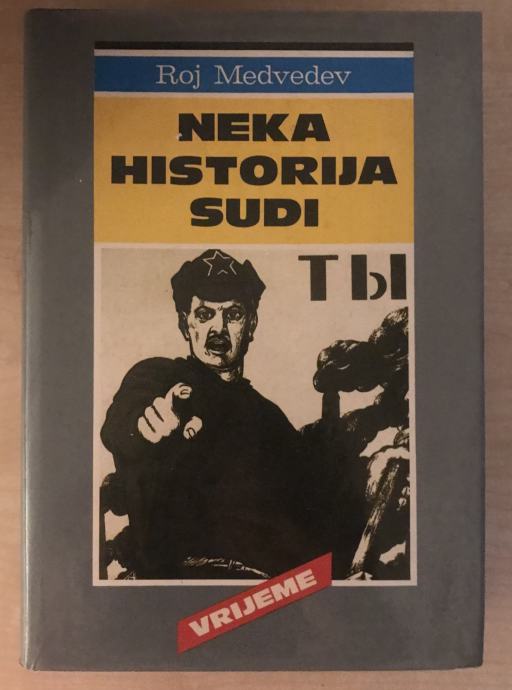 Roj Medvedev
NEKA
HISTORIJA
SUDI
ТЫ
VRIJEME